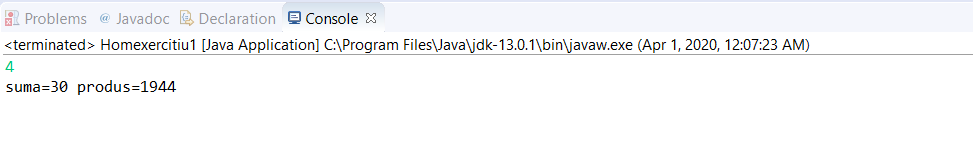 Problems @ Javadoc Declaration Console
<terminated> Homexercitiu1 [Java Application] C:\Program Files\Java\jdk-13.0.1\bin\javaw.exe (Apr 1, 2020, 12:07:23 AM)
4
suma=30 produs=1944